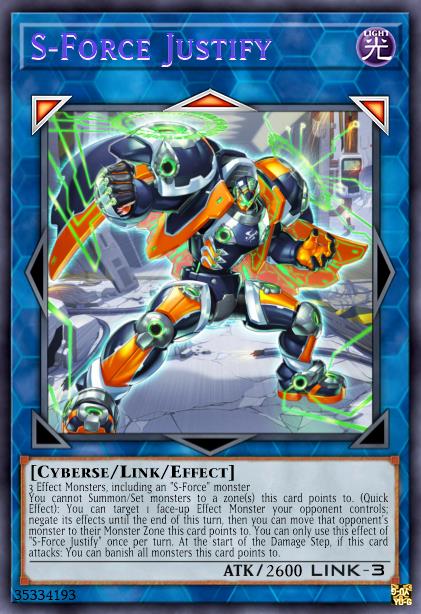 S-Force Justify
LIGHT
光
[Cyberse/Link/Effect]
3 Effect Monsters, including an "S-Force" monster
You cannot Summon/Set monsters to a zone(s) this card points to. (Quick
Effect): You can target 1 face-up Effect Monster your opponent controls;
negate its effects until the end of this turn, then you can move that opponent's
monster to their Monster Zone this card points to. You can only use this effect of
"S-Force Justify" once per turn. At the start of the Damage Step, if this card
attacks: You can banish all monsters this card points to.
ATK/2600 LINK-3
35334193